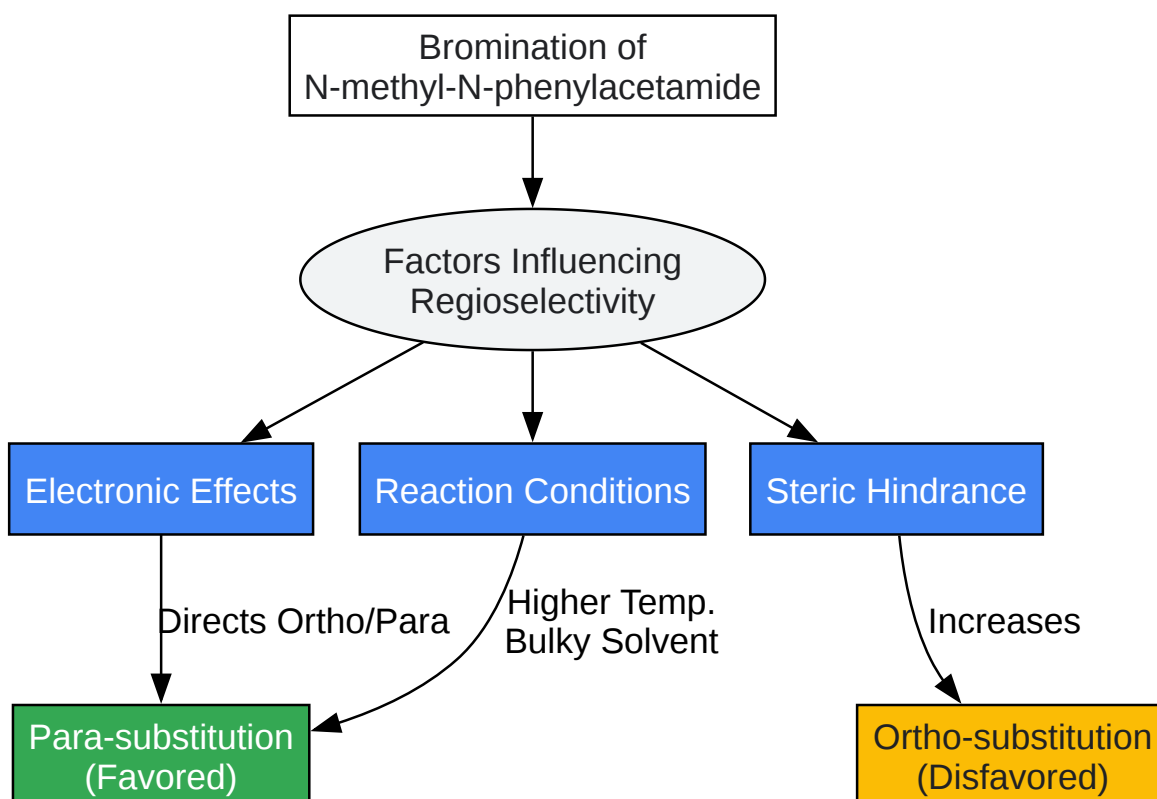 Bromination of
N-methyl-N-phenylacetamide
Factors Influencing
Regioselectivity
Electronic Effects
Reaction Conditions
Steric Hindrance
Directs Ortho/Para
Higher Temp.
Bulky Solvent
Increases
Para-substitution
(Favored)
Ortho-substitution
(Disfavored)